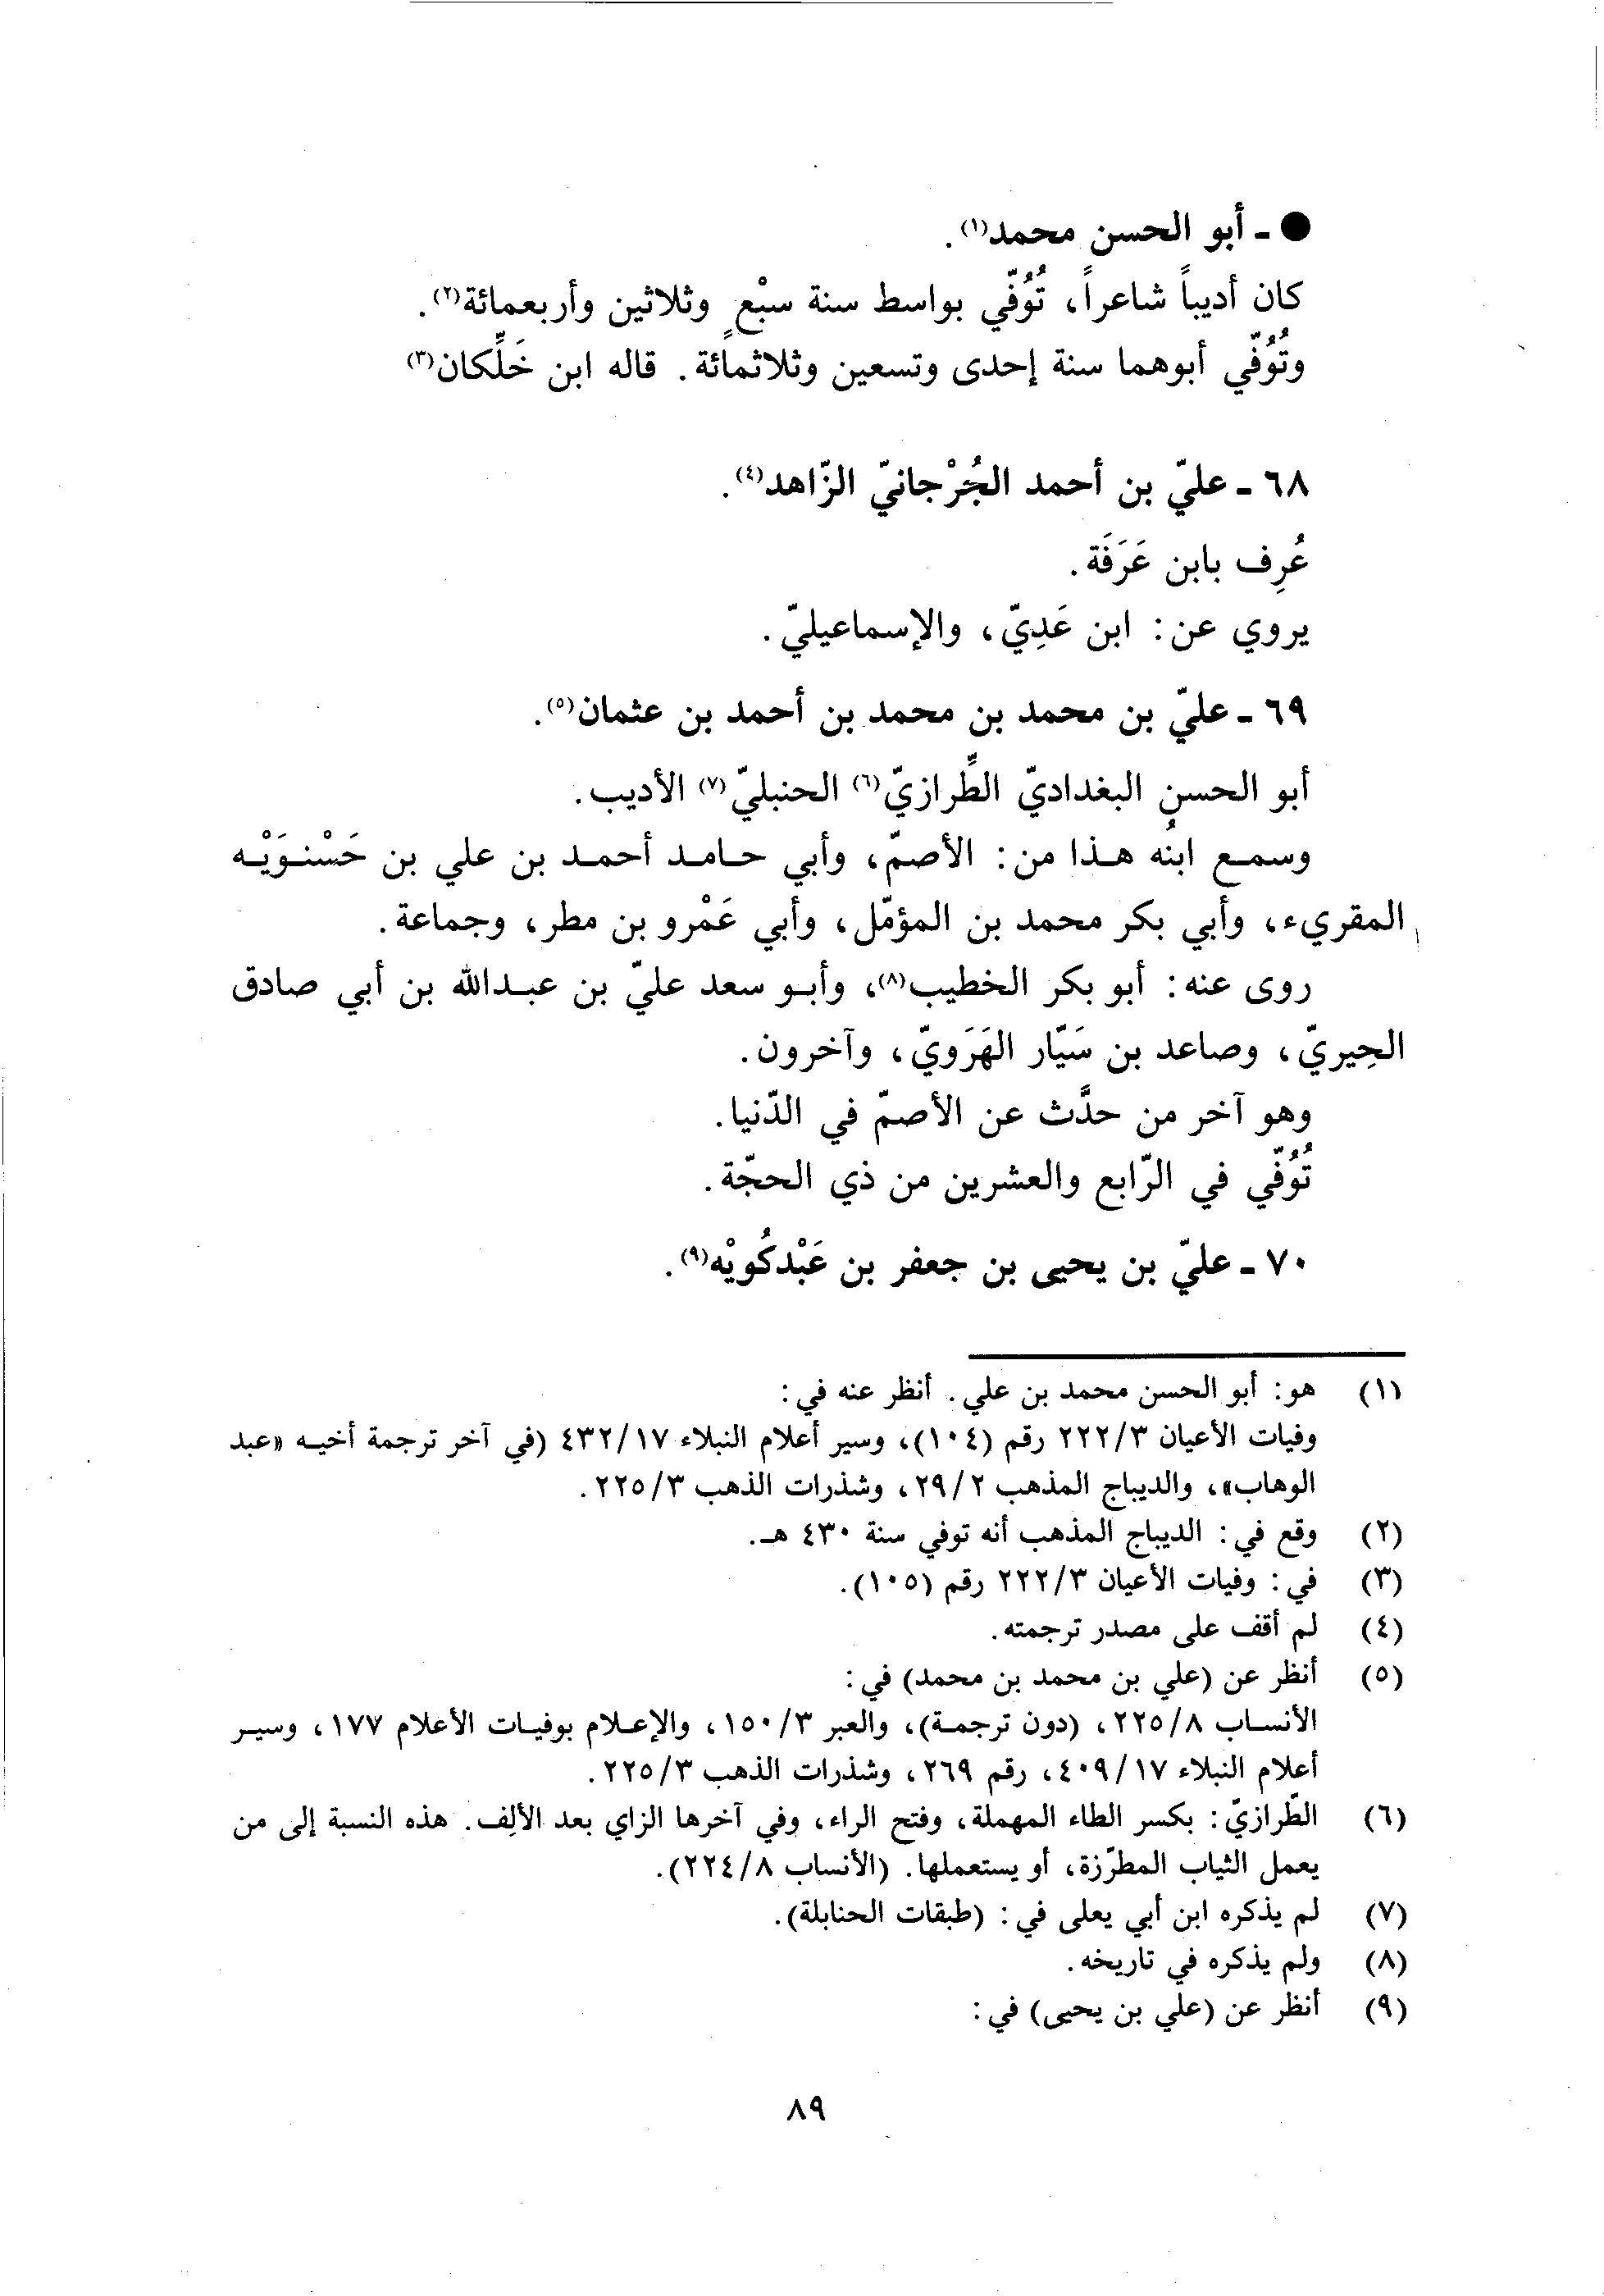 ● ـ أبو الحسن محمد(١).
كان أديباً شاعراً، تُوُفّي بواسط سنة سبْعٍ وثلاثين وأربعمائة(٢).
وتُوُفّي أبوهما سنة إحدى وتسعين وثلاثمائة. قاله ابن خَلِّكان(٣)
٦٨ ـ عليّ بن أحمد الجُرْجانيّ الزّاهد(٤).
عُرِف بابن عَرَفَة.
يروي عن: ابن عَدِيّ، والإسماعيليّ.
٦٩ ـ عليّ بن محمد بن محمد بن أحمد بن عثمان(٥).
أبو الحسن البغداديّ الطِّرازيّ(٦) الحنبليّ(٧) الأديب.
وسمع ابنُه هذا من: الأصمّ، وأبي حامد أحمد بن علي بن حَسْنوَيْه
المقريء، وأبي بكر محمد بن المؤمّل، وأبي عَمْرو بن مطر، وجماعة.
روى عنه: أبو بكر الخطيب(٨)، وأبو سعد عليّ بن عبدالله بن أبي صادق
الحِيريّ، وصاعد بن سَيّار الهَرَويّ، وآخرون.
وهو آخر من حدَّث عن الأصمّ في الدّنيا.
تُوُفّي في الرّابع والعشرين من ذي الحجّة.
٧٠ ـ عليّ بن يحيى بن جعفر بن عَبْدكُويْه(٩).
(١) هو: أبو الحسن محمد بن علي. أنظر عنه في:
وفيات الأعيان ٢٢٢/٣ رقم (١٠٤)، وسير أعلام النبلاء ٤٣٢/١٧ (في آخر ترجمة أخيه «عبد
الوهاب»، والديباج المذهب ٢٩/٢، وشذرات الذهب ٢٢٥/٣.
(٢) وقع في: الديباج المذهب أنه توفي سنة ٤٣٠ هـ.
(٣) في: وفيات الأعيان ٢٢٢/٣ رقم (١٠٥).
(٤) لم أقف على مصدر ترجمته.
(٥) أنظر عن (علي بن محمد بن محمد) في:
الأنساب ٢٢٥/٨، (دون ترجمة)، والعبر ١٥٠/٣، والإعلام بوفيات الأعلام ١٧٧، وسير
أعلام النبلاء ٤٠٩/١٧، رقم ٢٦٩، وشذرات الذهب ٢٢٥/٣.
(٦) الطّرازيّ: بكسر الطاء المهملة، وفتح الراء، وفي آخرها الزاي بعد الألِف. هذه النسبة إلى من
يعمل الثياب المطرّزة، أو يستعملها. (الأنساب ٢٢٤/٨).
(٧) لم يذكره ابن أبي يعلى في: (طبقات الحنابلة).
(٨) ولم يذكره في تاريخه.
(٩) أنظر عن (علي بن يحيى) في:
٨٩